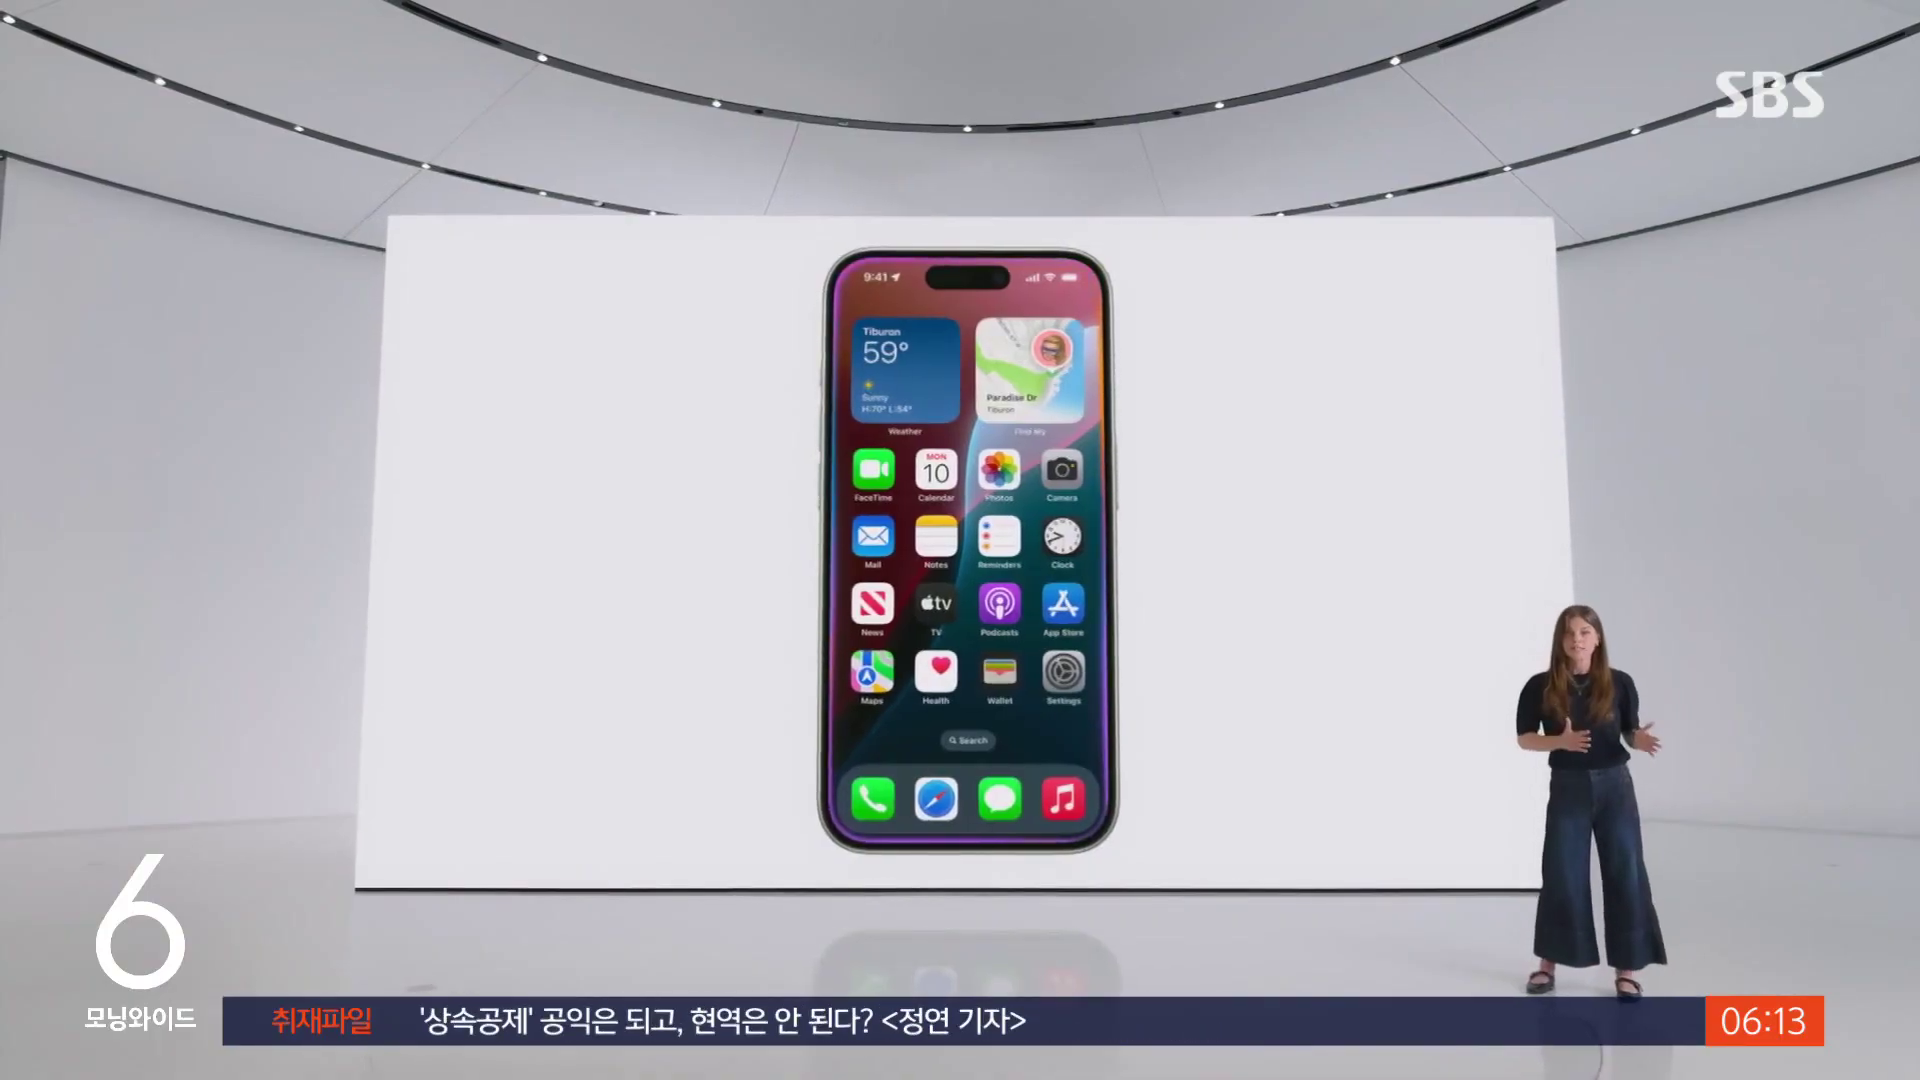 SBS
9:41
Tiburon
59°
Sunny
H:70° L:54°
Weather
Paradise Dr
Tiburon
Find My
FaceTime
MON
10
Calendar
Photos
Camera
Mail
Notes
Reminders
Clock
News
tv
TV
Podcasts
App Store
Maps
Health
Wallet
Settings
Search
6
모닝와이드
취재파일 '상속공제' 공익은 되고, 현역은 안 된다? <정연 기자>
06:13